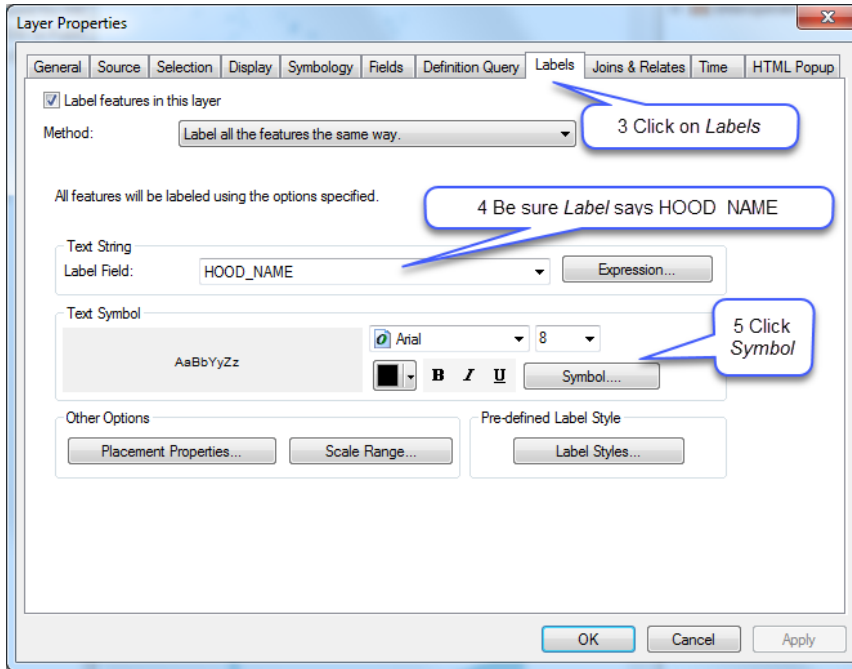 Layer Properties
General Source Selection Display Symbology Fields Definition Query Labels Joins & Relates Time HTML Popup
Label features in this layer
3 Click on Labels
Method: Label all the features the same way.
All features will be labeled using the options specified.
4 Be sure Label says HOOD_NAME
Text String
Label Field: HOOD_NAME Expression...
Text Symbol
AaBbYyZz
Arial 8
5 Click
Symbol
B I U Symbol....
Other Options
Placement Properties... Scale Range...
Pre-defined Label Style
Label Styles...
OK Cancel Apply